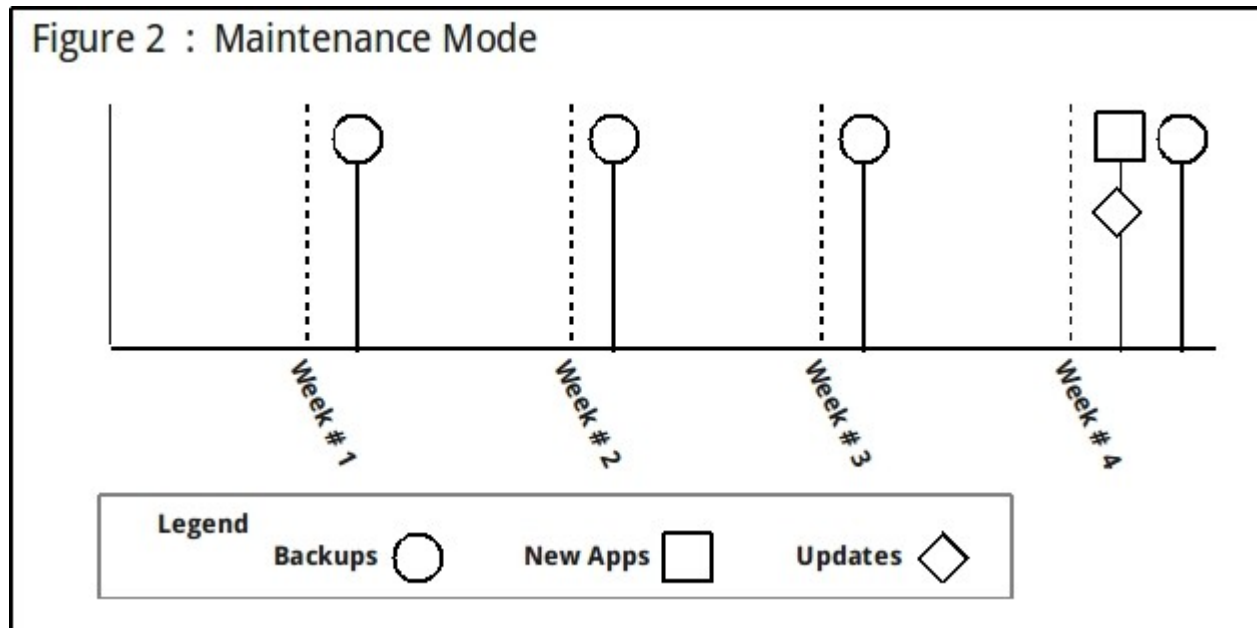 Figure 2 : Maintenance Mode
Week # 1
Week # 2
Week # 3
Week # 4
Legend
Backups
New Apps
Updates